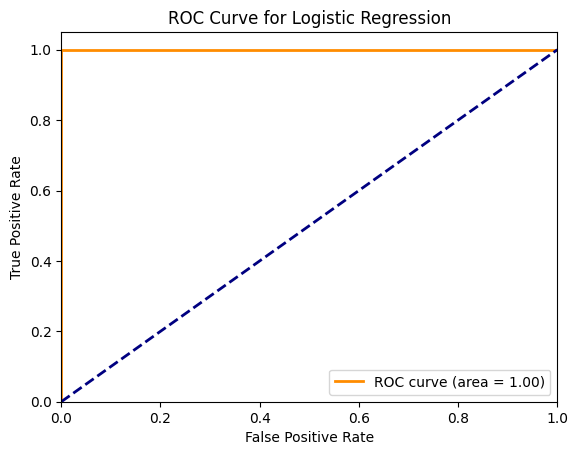 ROC Curve for Logistic Regression
True Positive Rate
1.0
0.8
0.6
0.4
0.2
0.0
ROC curve (area = 1.00)
0.0 0.2 0.4 0.6 0.8 1.0
False Positive Rate